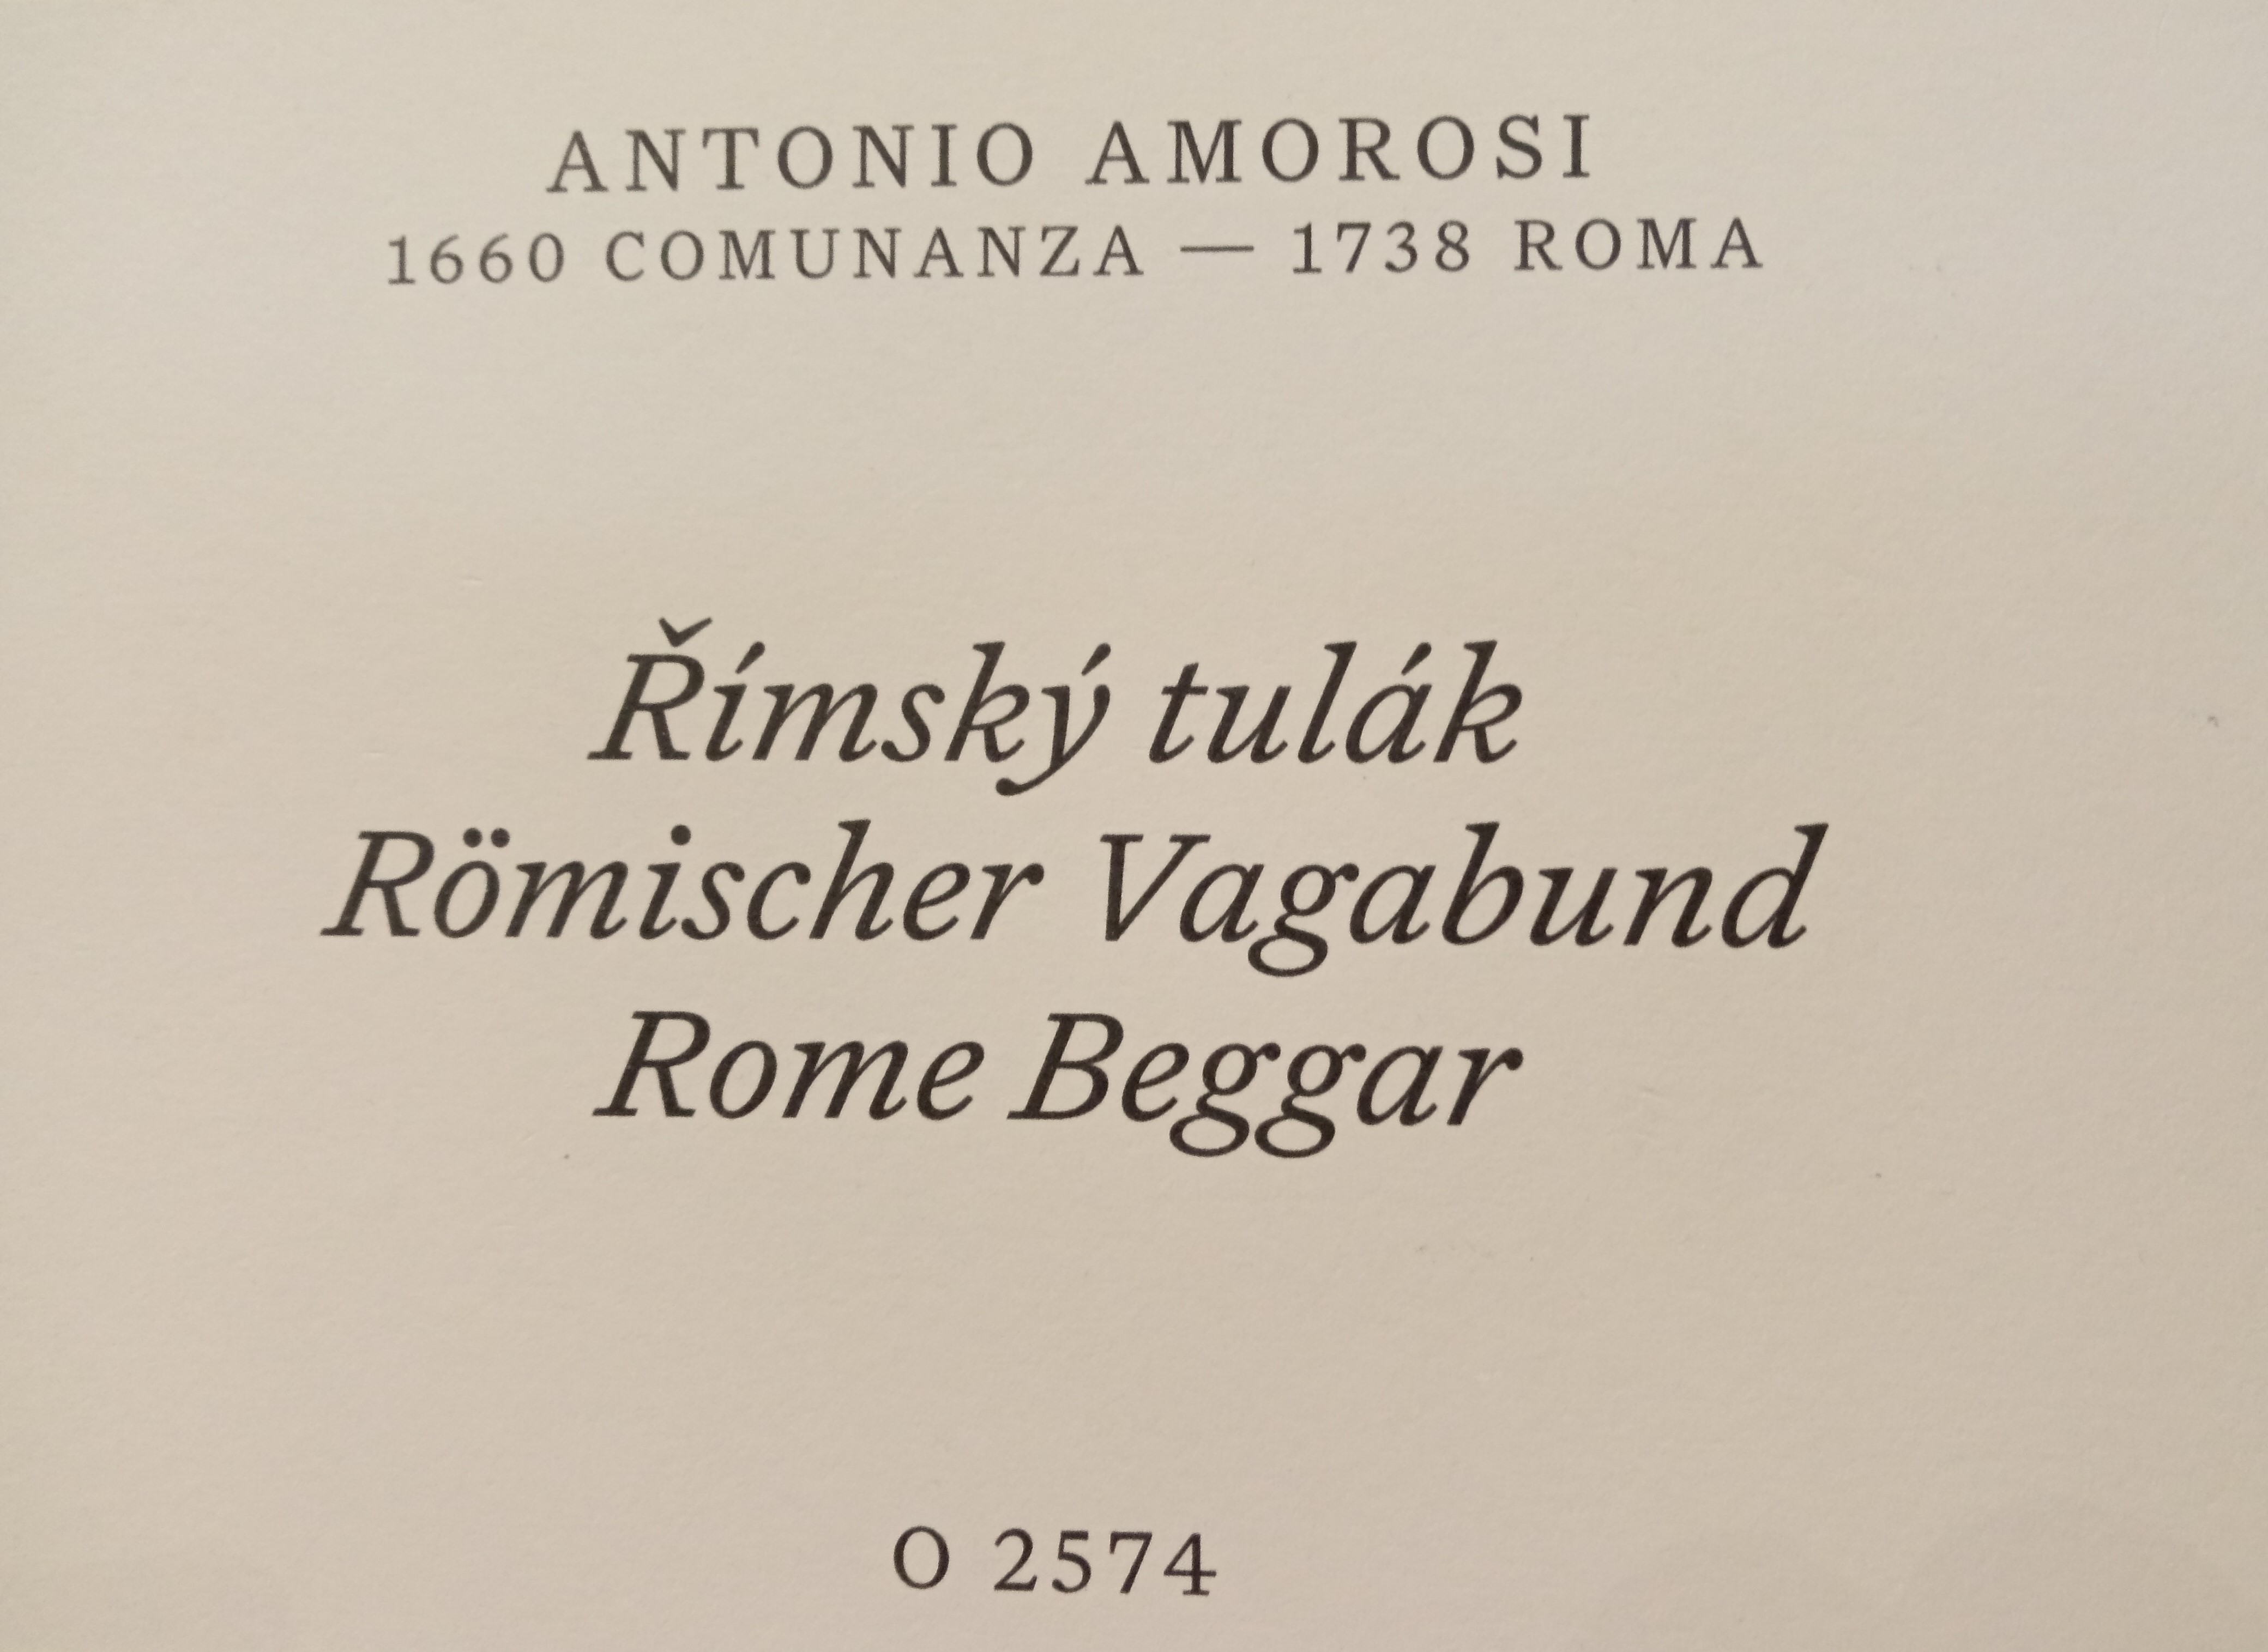 ANTONIO AMOROSI
1660 COMUNANZA — 1738 ROMA
Římský tulák
Römischer Vagabund
Rome Beggar
O 2574